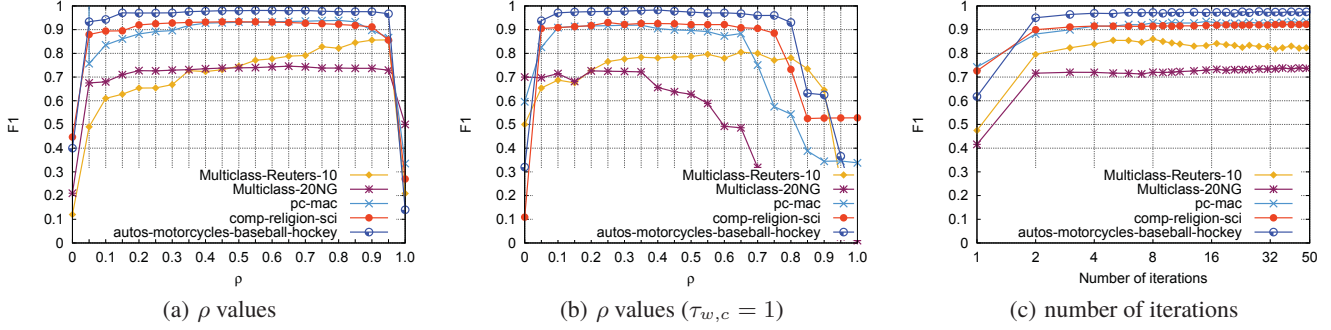 F1
1
0.9
0.8
0.7
0.6
0.5
0.4
0.3
0.2
0.1
0
0 0.1 0.2 0.3 0.4 0.5 0.6 0.7 0.8 0.9 1.0
ρ
Multiclass-Reuters-10
Multiclass-20NG
pc-mac
comp-religion-sci
autos-motorcycles-baseball-hockey
(a) ρ values
F1
1
0.9
0.8
0.7
0.6
0.5
0.4
0.3
0.2
0.1
0
0 0.1 0.2 0.3 0.4 0.5 0.6 0.7 0.8 0.9 1.0
ρ
Multiclass-Reuters-10
Multiclass-20NG
pc-mac
comp-religion-sci
autos-motorcycles-baseball-hockey
(b) ρ values (τw,c = 1)
F1
1
0.9
0.8
0.7
0.6
0.5
0.4
0.3
0.2
0.1
0
1 2 4 8 16 32 50
Number of iterations
Multiclass-Reuters-10
Multiclass-20NG
pc-mac
comp-religion-sci
autos-motorcycles-baseball-hockey
(c) number of iterations